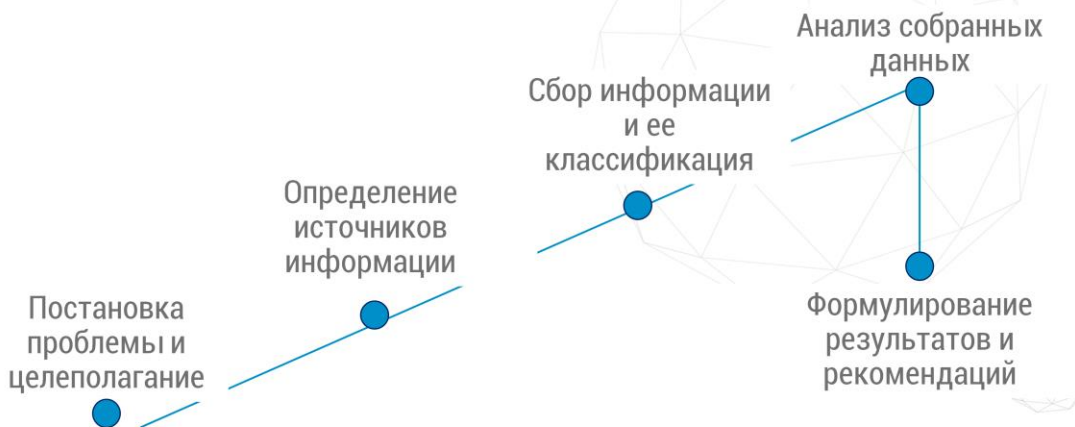 Постановка
проблемы и
целеполагание
Определение
источников
информации
Сбор информации
и ее
классификация
Анализ собранных
данных
Формулирование
результатов и
рекомендаций